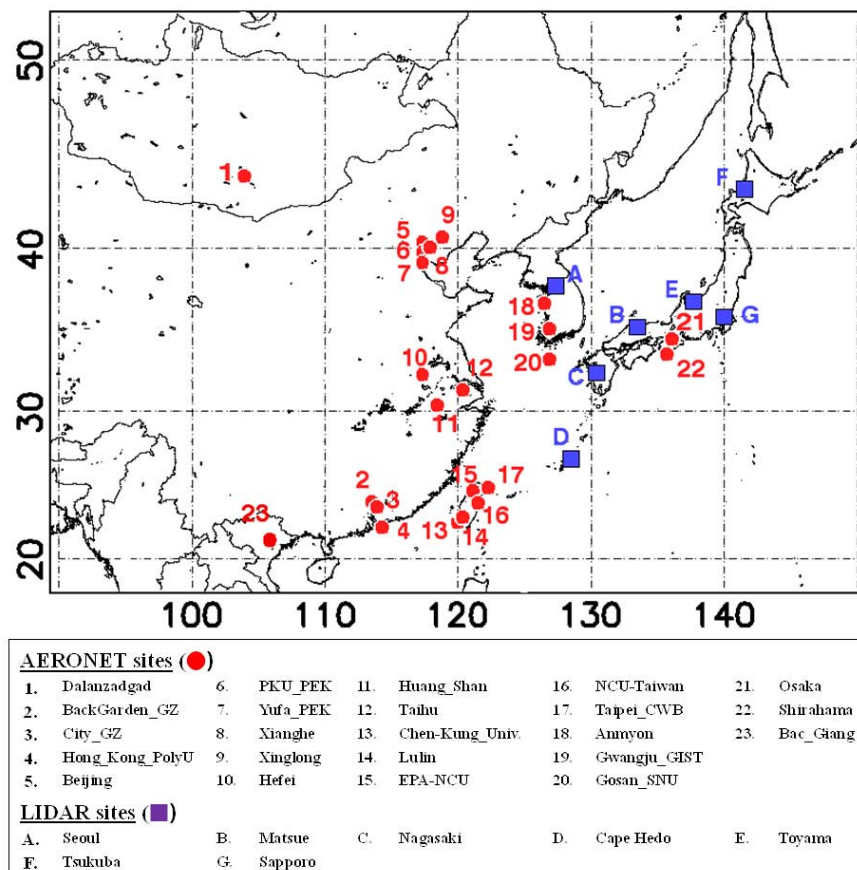 50
F
1
9
5
40
6
8
7
A
E
18
B
21
G
19
10
12
20
22
C
30
11
D
2
15
17
3
23
16
4
13
14
20
100 110 120 130 140
AERONET sites (●)
1. Dalanzadgad 6. PKU_PEK 11. Huang_Shan 16. NCU-Taiwan 21. Osaka
2. BackGarden_GZ 7. Yufa_PEK 12. Taihu 17. Taipei_CWB 22. Shirahama
3. City_GZ 8. Xianghe 13. Chen-Kung_Univ. 18. Anmyon 23. Bac_Giang
4. Hong_Kong_PolyU 9. Xinglong 14. Lulin 19. Gwangju_GIST
5. Beijing 10. Hefei 15. EPA-NCU 20. Gosan_SNU
LIDAR sites (■)
A. Seoul B. Matsue C. Nagasaki D. Cape Hedo E. Toyama
F. Tsukuba G. Sapporo